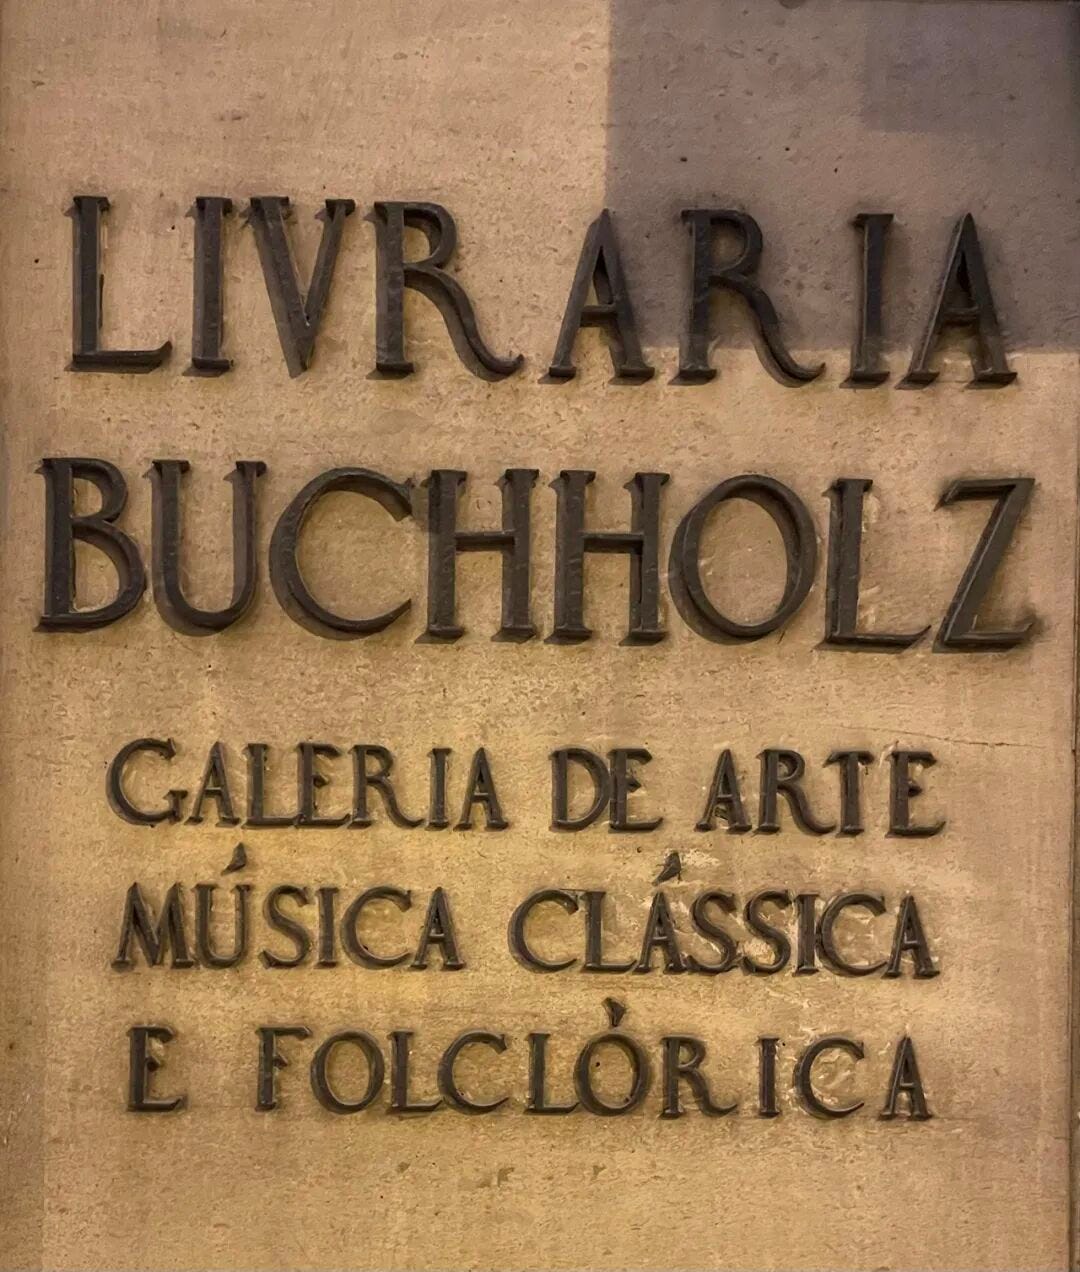 LIVRARIA
BUCHHOLZ
GALERIA DE ARTE
MÚSICA CLÁSSICA
E FOLCLÒRICA